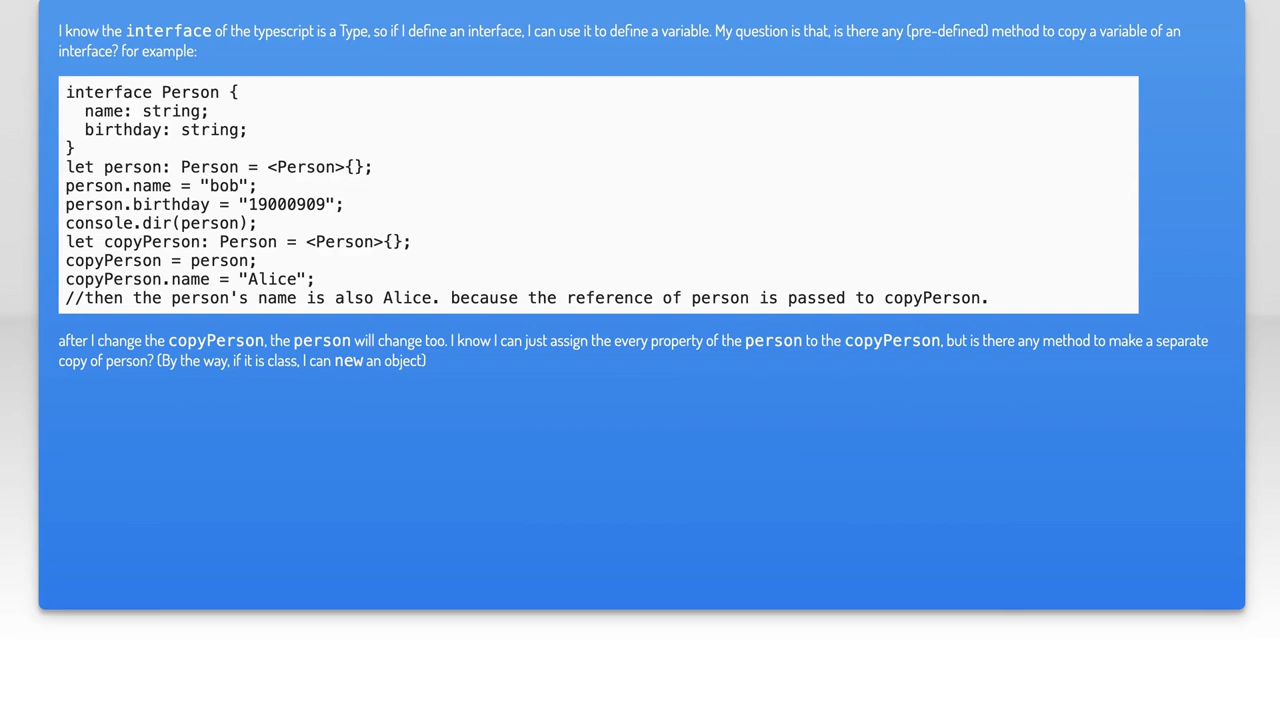 I know the interface of the typescript is a Type, so if I define an interface, I can use it to define a variable. My question is that, is there any (pre-defined) method to copy a variable of an
interface? for example:
interface Person {
  name: string;
  birthday: string;
}
let person: Person = <Person>{};
person.name = "bob";
person.birthday = "19000909";
console.dir(person);
let copyPerson: Person = <Person>{};
copyPerson = person;
copyPerson.name = "Alice";
//then the person's name is also Alice. because the reference of person is passed to copyPerson.
after I change the copyPerson, the person will change too. I know I can just assign the every property of the person to the copyPerson, but is there any method to make a separate
copy of person? (By the way, if it is class, I can new an object)